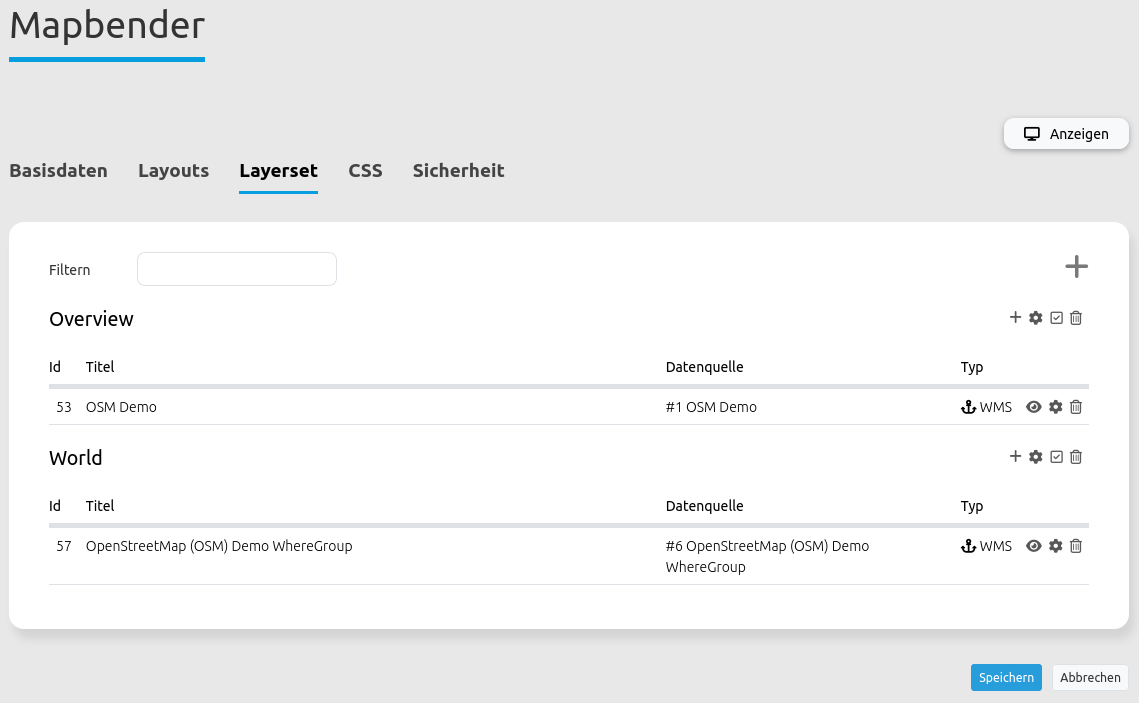 Mapbender
Anzeigen
Basisdaten Layouts Layerset CSS Sicherheit
Filtern
Overview
Id Titel Datenquelle Typ
53 OSM Demo #1 OSM Demo WMS
World
Id Titel Datenquelle Typ
57 OpenStreetMap (OSM) Demo WhereGroup #6 OpenStreetMap (OSM) Demo WMS
WhereGroup
Speichern Abbrechen